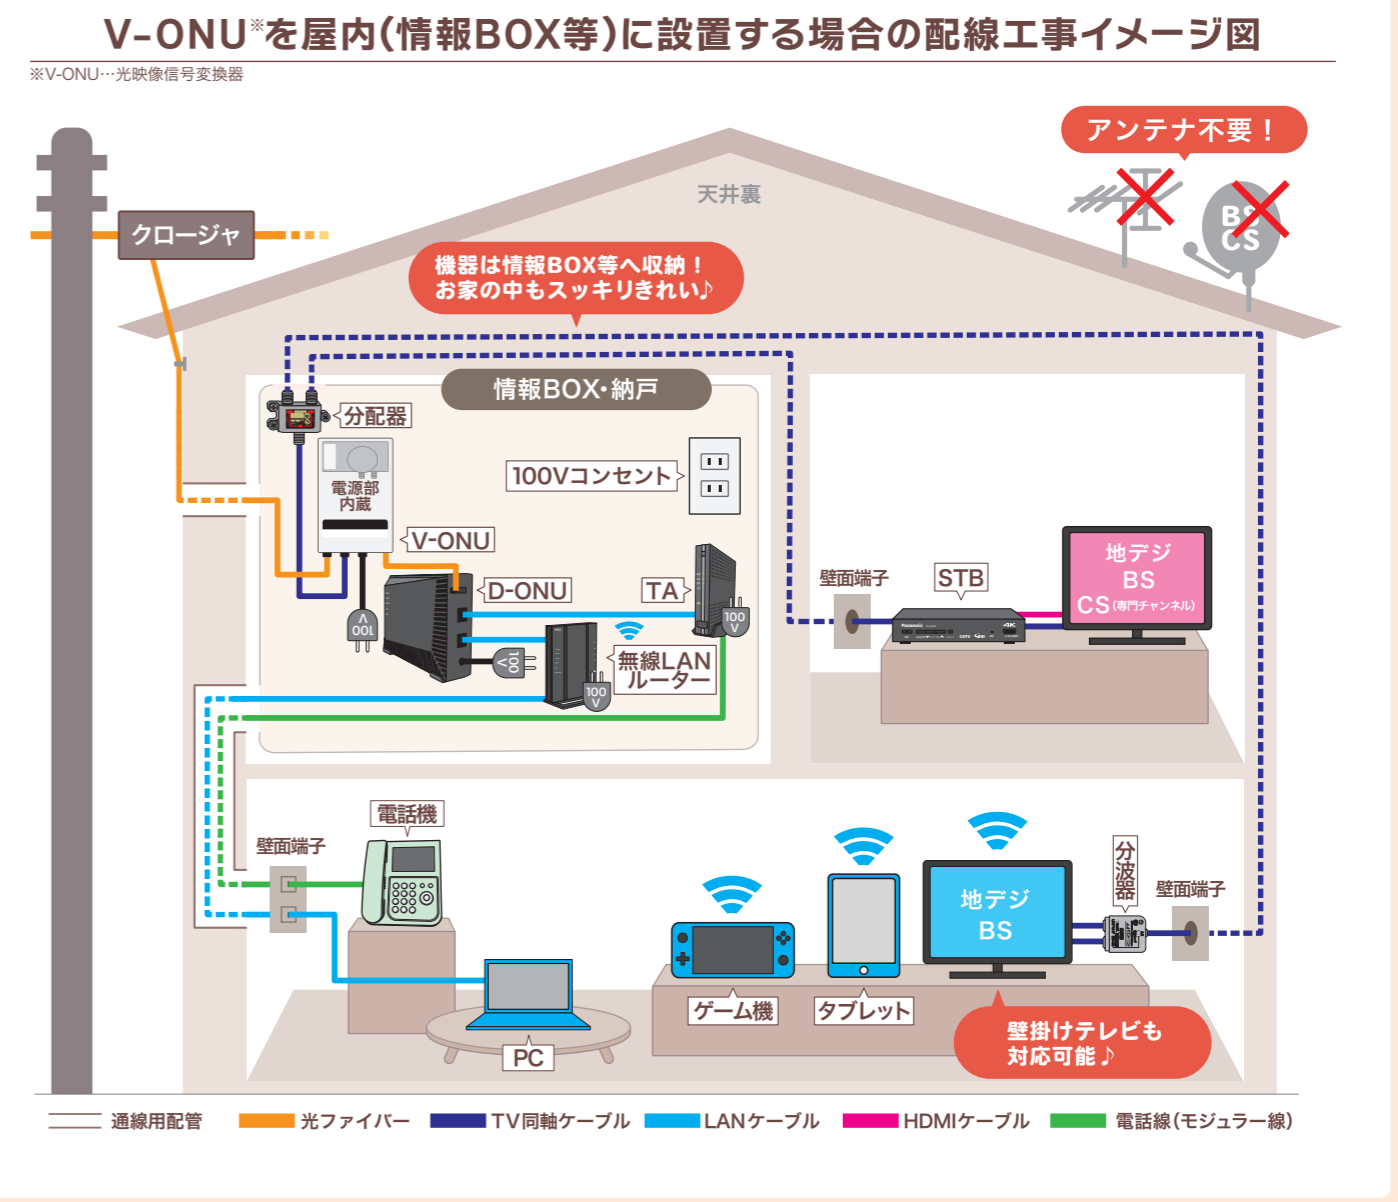 V-ONU※を屋内(情報BOX等)に設置する場合の配線工事イメージ図
※V-ONU…光映像信号変換器
アンテナ不要！
天井裏
BS
CS
クロージャ
機器は情報BOX等へ収納！
お家の中もスッキリきれい♪
情報BOX・納戸
分配器
100Vコンセント
電源部
内蔵
V-ONU
D-ONU
TA
100
V
100
V
100
V
100
V
無線LAN
ルーター
壁面端子
STB
Panasonic
4K
地デジ
BS
CS(専門チャンネル)
電話機
壁面端子
PC
ゲーム機
タブレット
地デジ
BS
分波器
壁面端子
壁掛けテレビも
対応可能♪
通線用配管
光ファイバー
TV同軸ケーブル
LANケーブル
HDMIケーブル
電話線(モジュラー線)